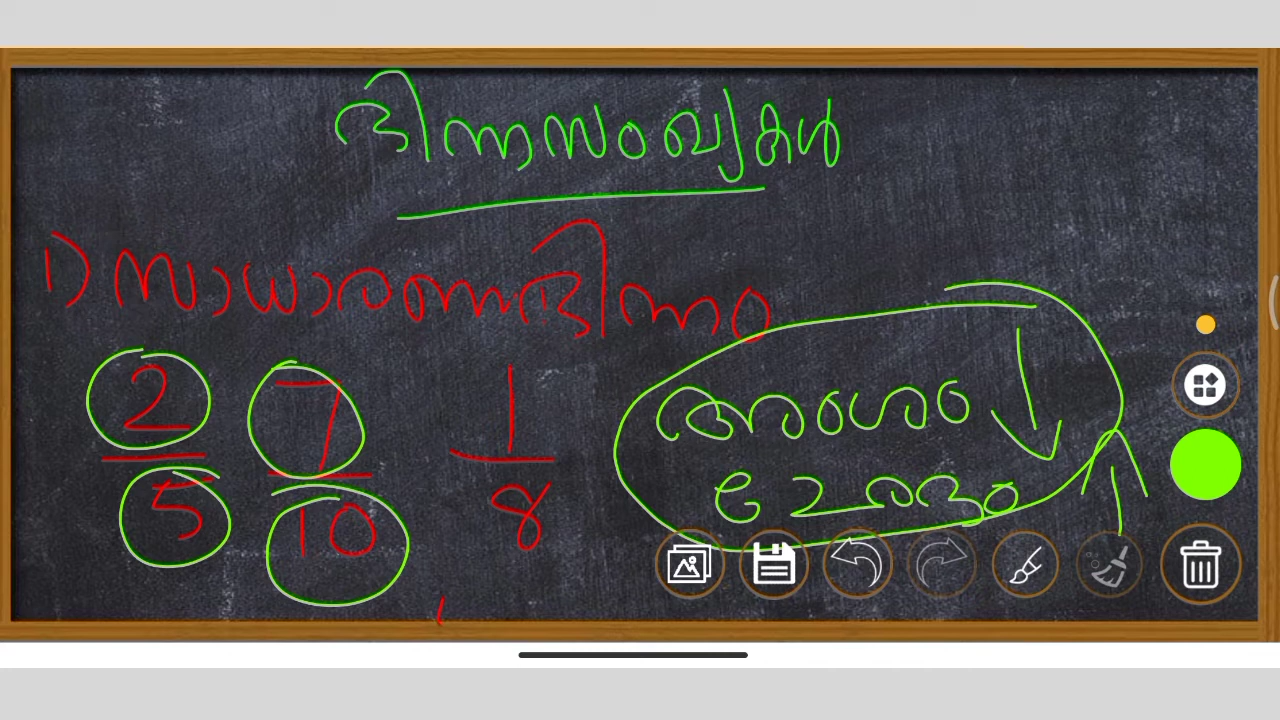 ഭിന്നസംഖ്യകൾ
1) സാധാരണഭിന്നം
2/5 7/10 1/8
അംശം ↓
ഛേദം ↑